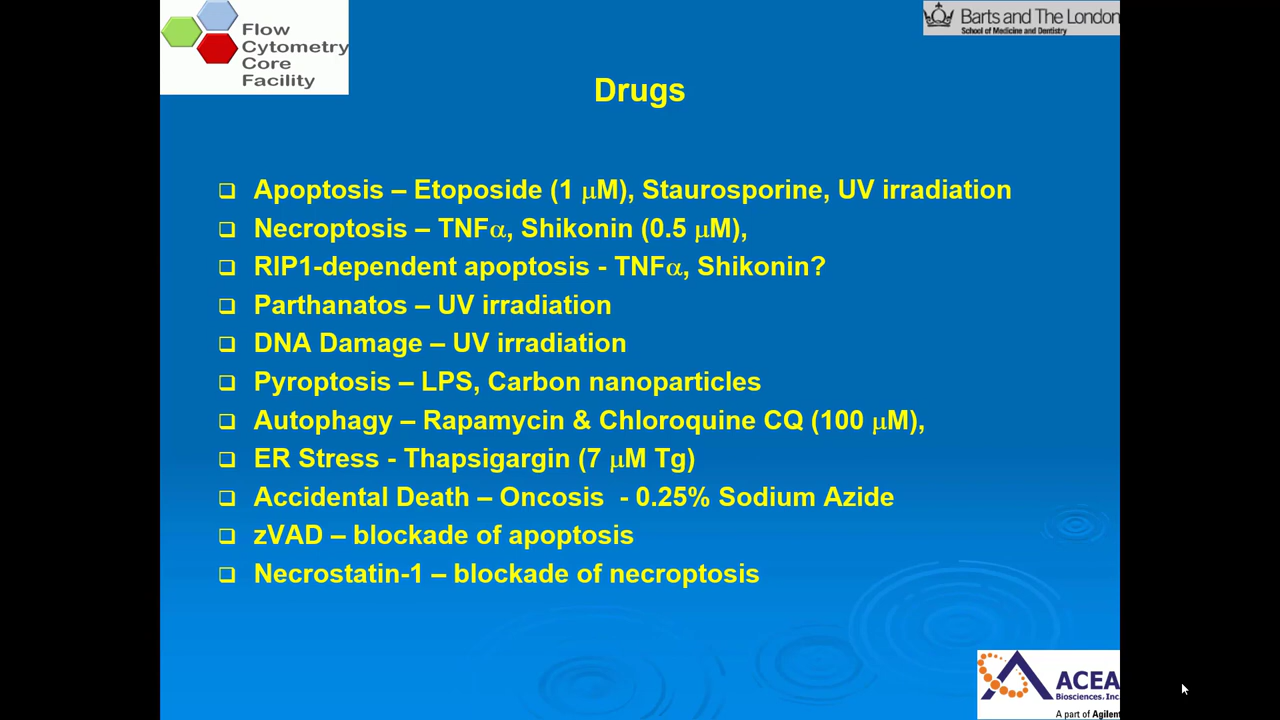 Flow
Cytometry
Core
Facility
Barts and The London
School of Medicine and Dentistry
Drugs
❑ Apoptosis – Etoposide (1 μM), Staurosporine, UV irradiation
❑ Necroptosis – TNFα, Shikonin (0.5 μM),
❑ RIP1-dependent apoptosis - TNFα, Shikonin?
❑ Parthanatos – UV irradiation
❑ DNA Damage – UV irradiation
❑ Pyroptosis – LPS, Carbon nanoparticles
❑ Autophagy – Rapamycin & Chloroquine CQ (100 μM),
❑ ER Stress - Thapsigargin (7 μM Tg)
❑ Accidental Death – Oncosis - 0.25% Sodium Azide
❑ zVAD – blockade of apoptosis
❑ Necrostatin-1 – blockade of necroptosis
ACEA
Biosciences, Inc
A part of Agilent